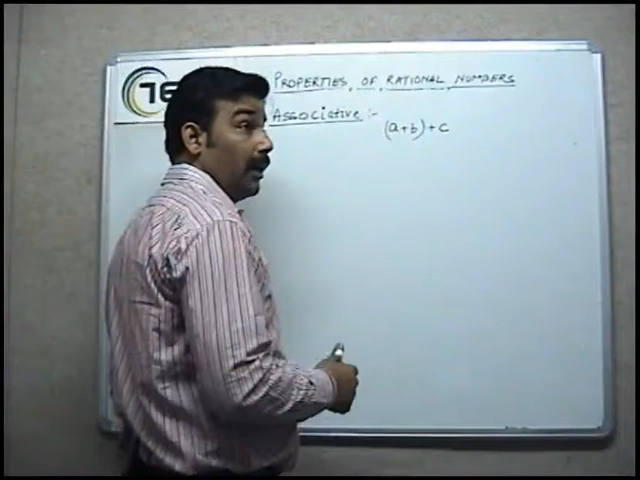 PROPERTIES OF RATIONAL NUMBERS
Associative :-
(a+b)+c